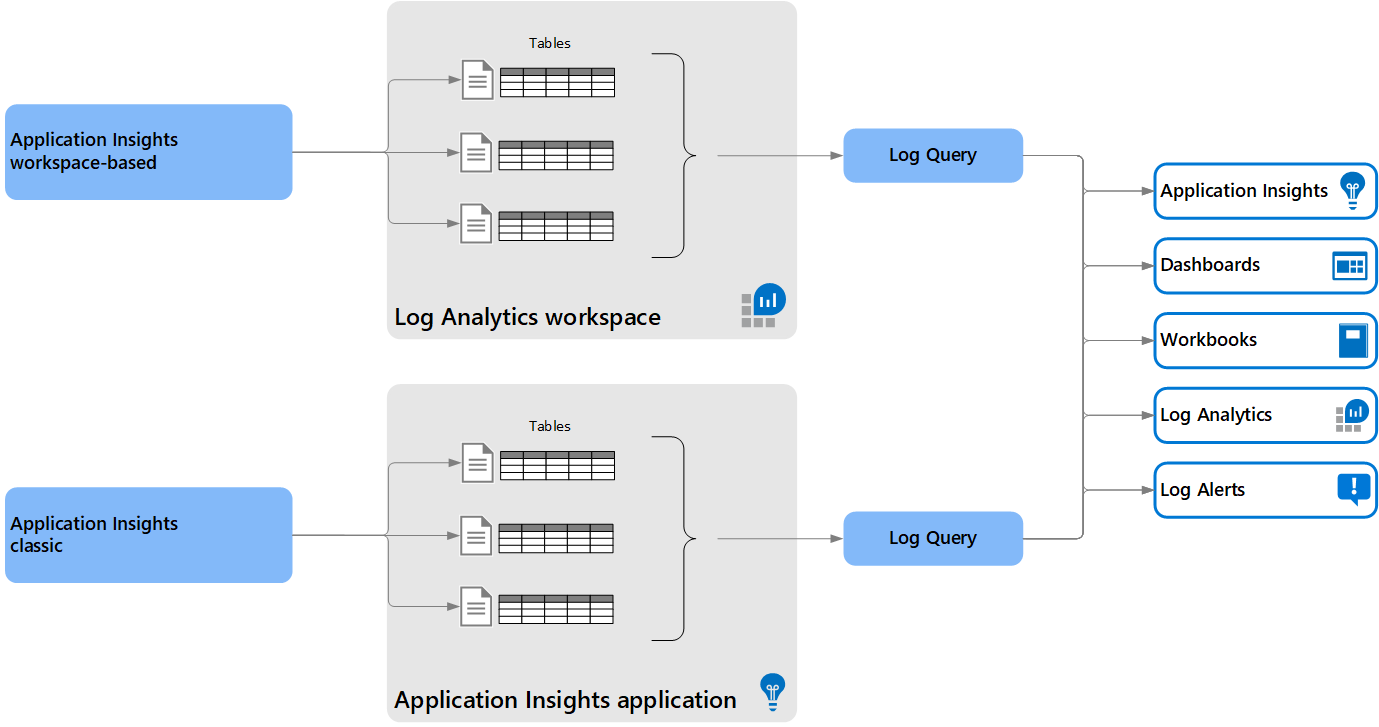 Tables
Application Insights
workspace-based
Log Analytics workspace
Log Query
Application Insights
Dashboards
Workbooks
Log Analytics
Log Alerts
Tables
Application Insights
classic
Application Insights application
Log Query